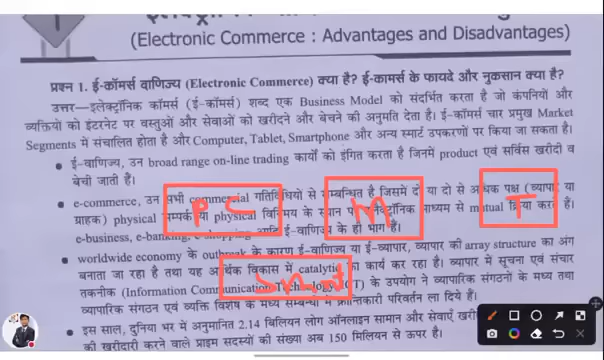 (Electronic Commerce : Advantages and Disadvantages)
प्रश्न 1. ई-कॉमर्स वाणिज्य (Electronic Commerce) क्या है? ई-कामर्स के फायदे और नुकसान क्या है?
उत्तर—इलेक्ट्रॉनिक कॉमर्स (ई-कॉमर्स) शब्द एक Business Model को संदर्भित करता है जो कंपनियों और
व्यक्तियों को इंटरनेट पर वस्तुओं और सेवाओं को खरीदने और बेचने की अनुमति देता है। ई-कॉमर्स चार प्रमुख Market
Segments में संचालित होता है और Computer, Tablet, Smartphone और अन्य स्मार्ट उपकरणों पर किया जा सकता है।
• ई-वाणिज्य, उन broad range on-line trading कार्यों को इंगित करता है जिनमें product एवं सर्विस खरीदी व
बेची जाती हैं।
• e-commerce, उन सभी commercial गतिविधियों से सम्बन्धित है जिसमे दो या दो से अधिक पक्ष (व्यापार या
ग्राहक) physical सम्पर्क या physical विनिमय के स्थान पर इलेक्ट्रॉनिक माध्यम से mutual क्रिया करते हैं।
e-business, e-banking, e-shopping आदि ई-वाणिज्य के ही भाग हैं।
P C
M
T
• worldwide economy के outbreak के कारण ई-वाणिज्य या ई-व्यापार, व्यापार की array structure का अंग
बनाता जा रहा है तथा यह आर्थिक विकास में catalytic का कार्य कर रहा है। व्यापार में सूचना एवं संचार
तकनीक (Information Communication Technology-ICT) के उपयोग ने व्यापारिक संगठनो के मध्य तथा
व्यापारिक संगठन एवं व्यक्ति विशेष के मध्य सम्बन्धों में क्रान्तिकारी परिवर्तन ला दिये हैं।
• इस साल, दुनिया भर में अनुमानित 2.14 बिलियन लोग ऑनलाइन सामान और सेवाएँ खरी
की खरीदारी करने वाले प्राइम सदस्यों की संख्या अब 150 मिलियन से ऊपर है।